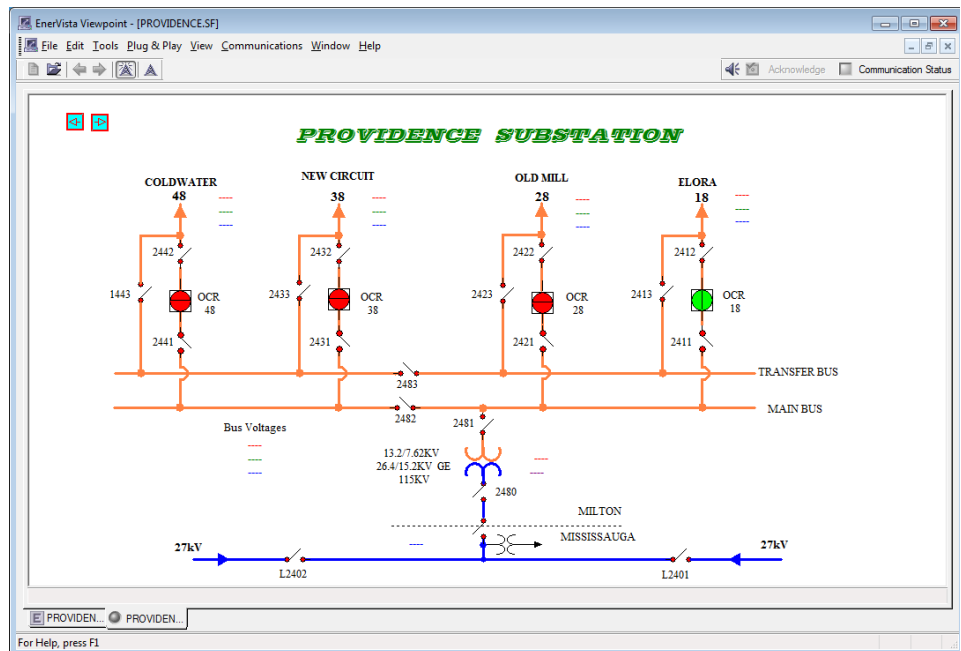 EnerVista Viewpoint - [PROVIDENCE.SF]
File Edit Tools Plug & Play View Communications Window Help
Acknowledge Communication Status
PROVIDENCE SUBSTATION
COLDWATER
48
NEW CIRCUIT
38
OLD MILL
28
ELORA
18
----
----
----
----
----
----
----
----
----
----
----
----
2442
2432
2422
2412
1443
OCR
48
2433
OCR
38
2423
OCR
28
2413
OCR
18
2441
2431
2421
2411
2483
TRANSFER BUS
2482
MAIN BUS
2481
Bus Voltages
----
----
----
13.2/7.62KV
26.4/15.2KV GE
115KV
----
----
2480
MILTON
MISSISSAUGA
----
27kV
27kV
L2402
L2401
E PROVIDEN... PROVIDEN...
For Help, press F1